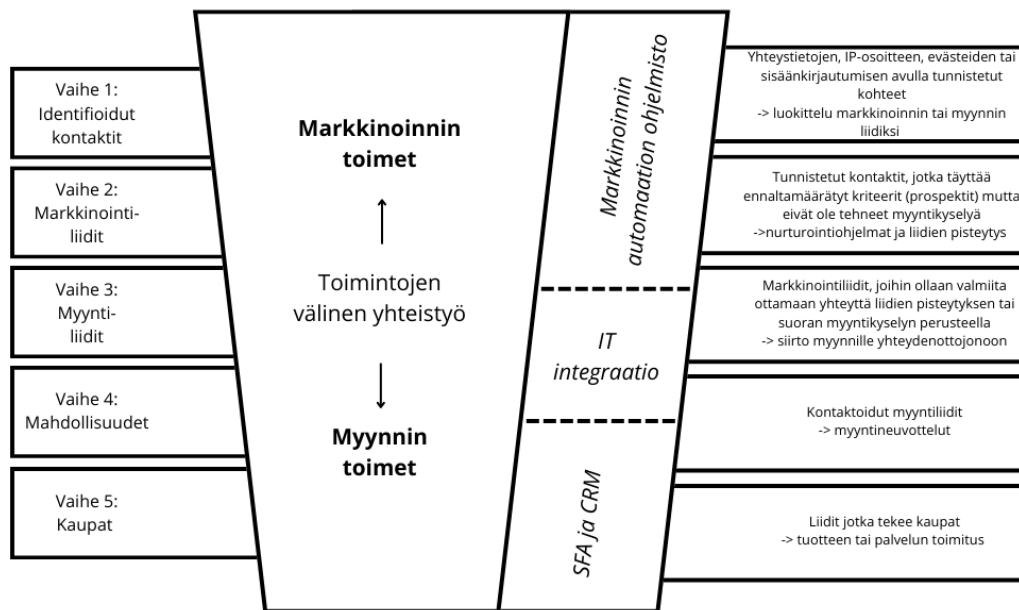 Vaihe 1:
Identifioidut
kontaktit
Vaihe 2:
Markkinointi-
liidit
Vaihe 3:
Myynti-
liidit
Vaihe 4:
Mahdollisuudet
Vaihe 5:
Kaupat
Markkinoinnin
toimet
Toimintojen
välinen yhteistyö
Myynnin
toimet
Markkinoinnin
automaation ohjelmisto
IT
integraatio
SFA ja CRM
Yhteystietojen, IP-osoitteen, evästeiden tai
sisäänkirjautumisen avulla tunnistetut
kohteet
-> luokittelu markkinoinnin tai myynnin
liidiksi
Tunnistetut kontaktit, jotka täyttää
ennaltamäärätyt kriteerit (prospektit) mutta
eivät ole tehneet myyntikyselyä
->nurturointiohjelmat ja liidien pisteytys
Markkinointiliidit, joihin ollaan valmiita
ottamaan yhteyttä liidien pisteytyksen tai
suoran myyntikyselyn perusteella
-> siirto myynnille yhteydenottojonoon
Kontaktoidut myyntiliidit
-> myyntineuvottelut
Liidit jotka tekee kaupat
-> tuotteen tai palvelun toimitus